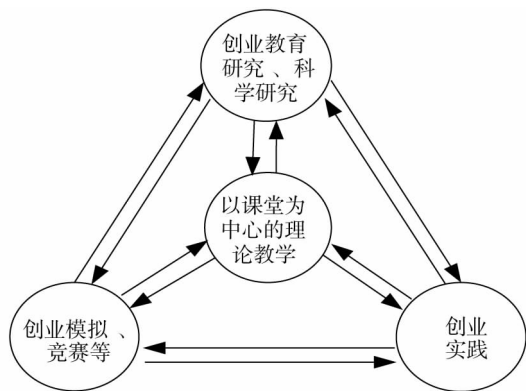 创业教育
研究、科
学研究
以课堂为
中心的理
论教学
创业模拟、
竞赛等
创业
实践